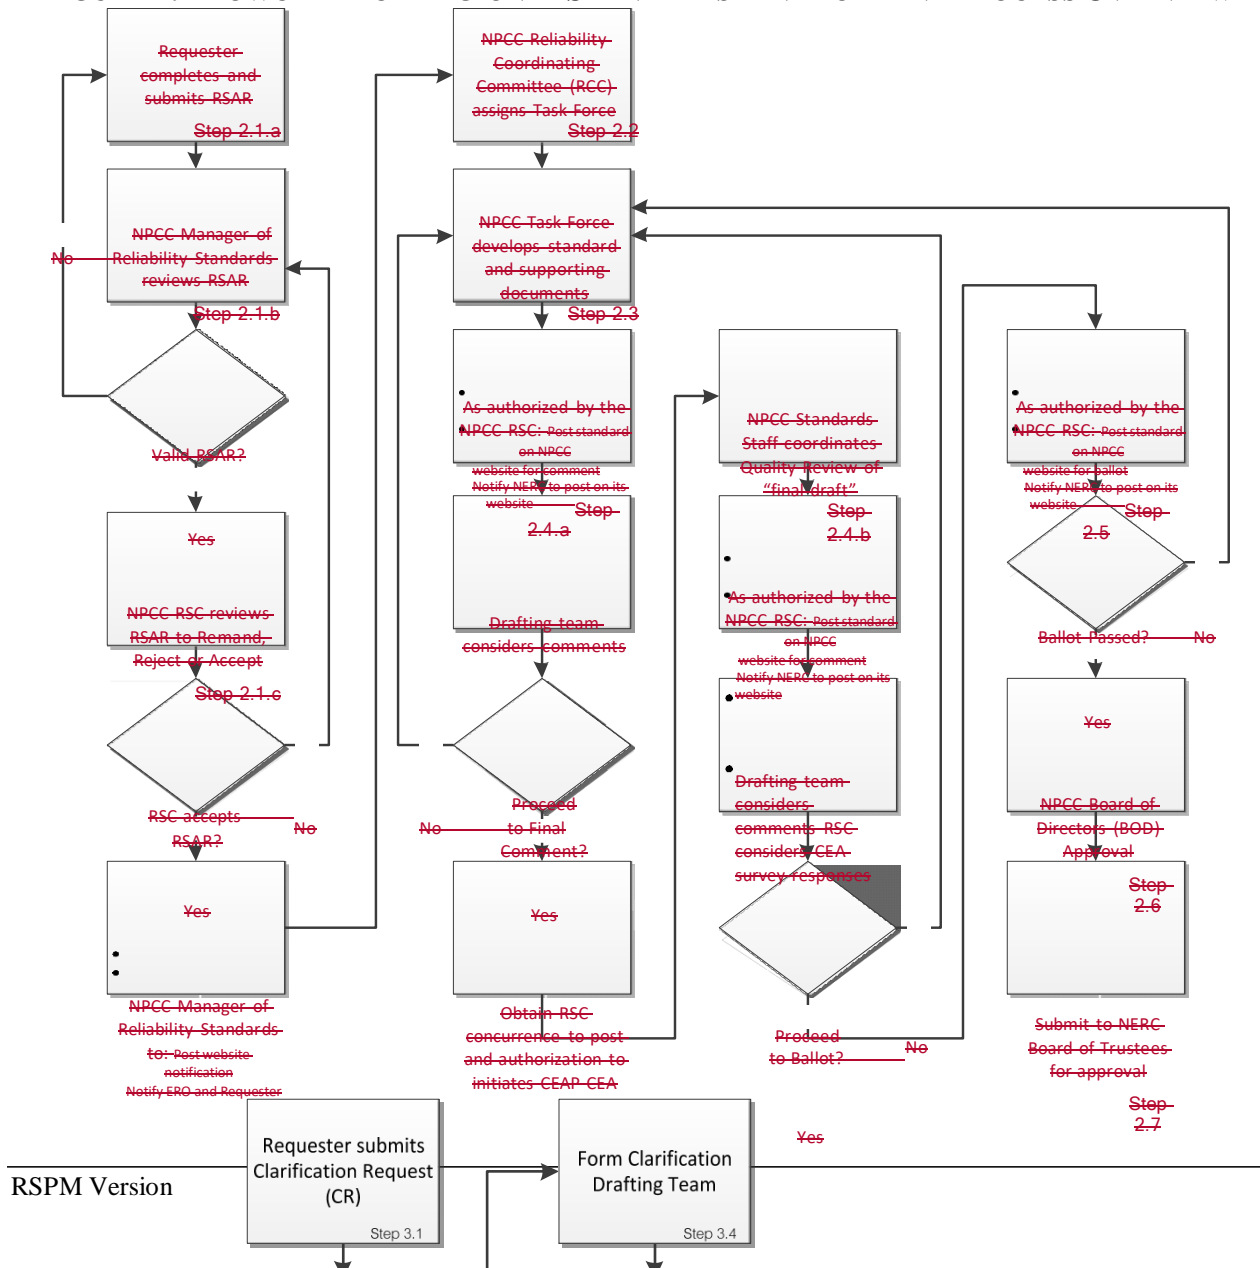 Requester
completes and
submits RSAR
Step 2.1.a
NPCC Manager of
No Reliability Standards
reviews RSAR
Step 2.1.b
Valid RSAR?
Yes
NPCC RSC reviews
RSAR to Remand,
Reject or Accept
Step 2.1.c
RSC accepts
RSAR?
No
Yes
NPCC Manager of
Reliability Standards
to: Post website
notification
Notify ERO and Requester
NPCC Reliability
Coordinating
Committee (RCC)
assigns Task Force
Step 2.2
NPCC Task Force
develops standard
and supporting
documents
Step 2.3
As authorized by the
NPCC RSC: Post standard
on NPCC
website for comment
Notify NERC to post on its
website Step
2.4.a
Drafting team
considers comments
Proceed
No to Final
Comment?
Yes
Obtain RSC
concurrence to post
and authorization to
initiates CEAP CEA
NPCC Standards
Staff coordinates
Quality Review of
“final draft”
Step
2.4.b
As authorized by the
NPCC RSC: Post standard
on NPCC
website for comment
Notify NERC to post on its
website
Drafting team
considers
comments RSC
considers CEA
survey responses
Proceed
to Ballot?
No
Yes
As authorized by the
NPCC RSC: Post standard
on NPCC
website for ballot
Notify NERC to post on its
website Step
2.5
Ballot Passed? No
Yes
NPCC Board of
Directors (BOD)
Approval
Step
2.6
Submit to NERC
Board of Trustees
for approval
Step
2.7
RSPM Version
Requester submits
Clarification Request
(CR)
Step 3.1
Form Clarification
Drafting Team
Step 3.4